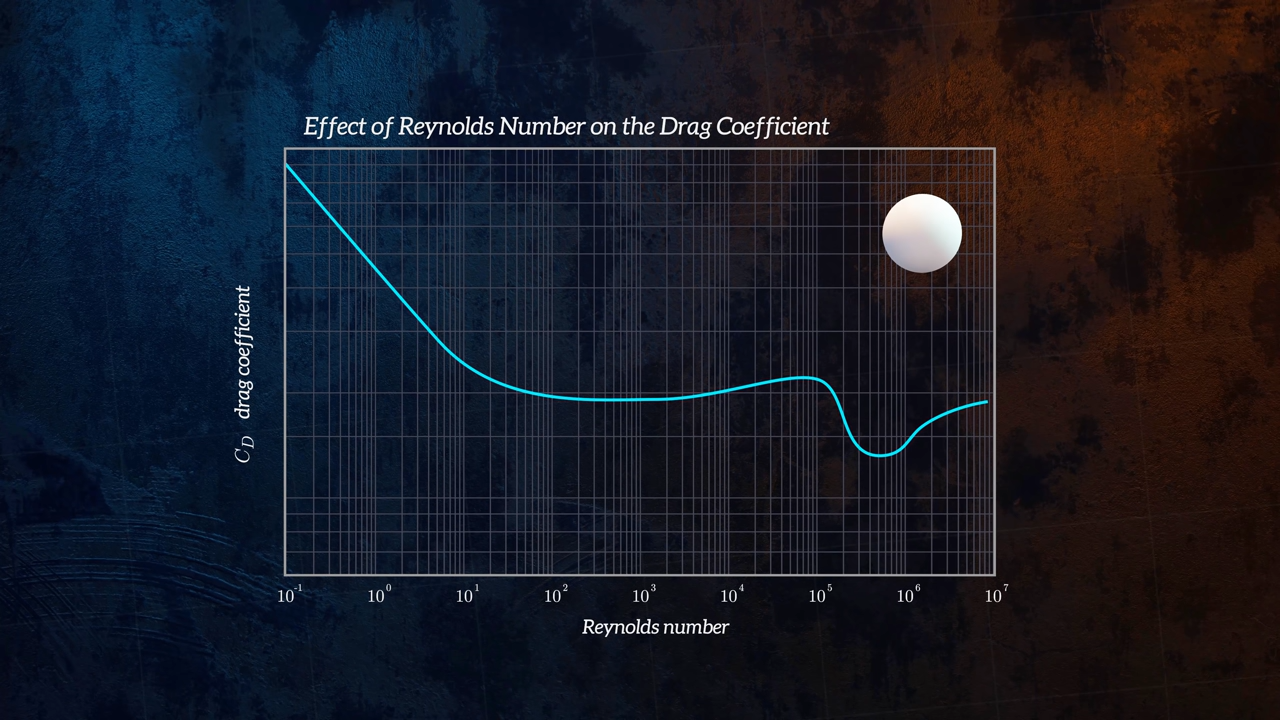 Effect of Reynolds Number on the Drag Coefficient
C_D drag coefficient
10^-1 10^0 10^1 10^2 10^3 10^4 10^5 10^6 10^7
Reynolds number